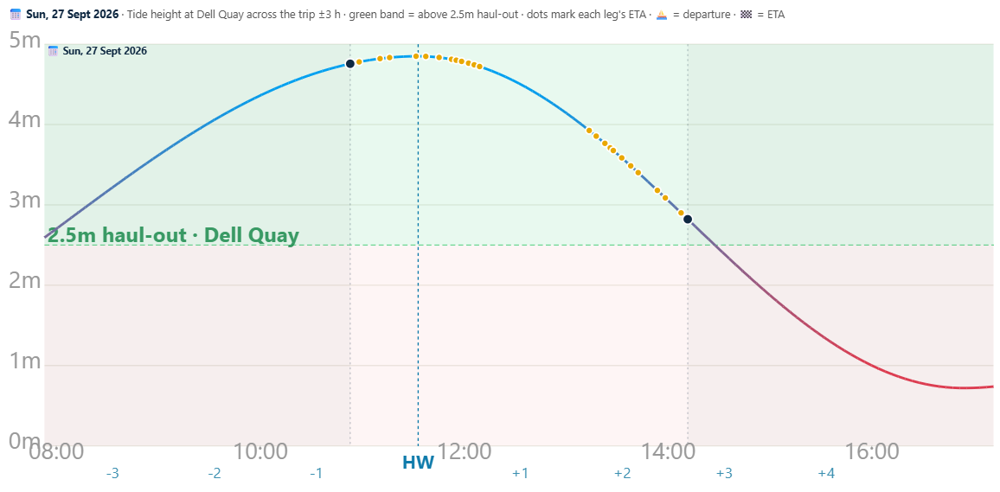 Sun, 27 Sept 2026 · Tide height at Dell Quay across the trip ±3 h · green band = above 2.5m haul-out · dots mark each leg's ETA · ⛵ = departure · 🏁 = ETA
5m
Sun, 27 Sept 2026
4m
3m
2.5m haul-out · Dell Quay
2m
1m
0m
08:00 10:00 12:00 14:00 16:00
HW
-3 -2 -1 +1 +2 +3 +4